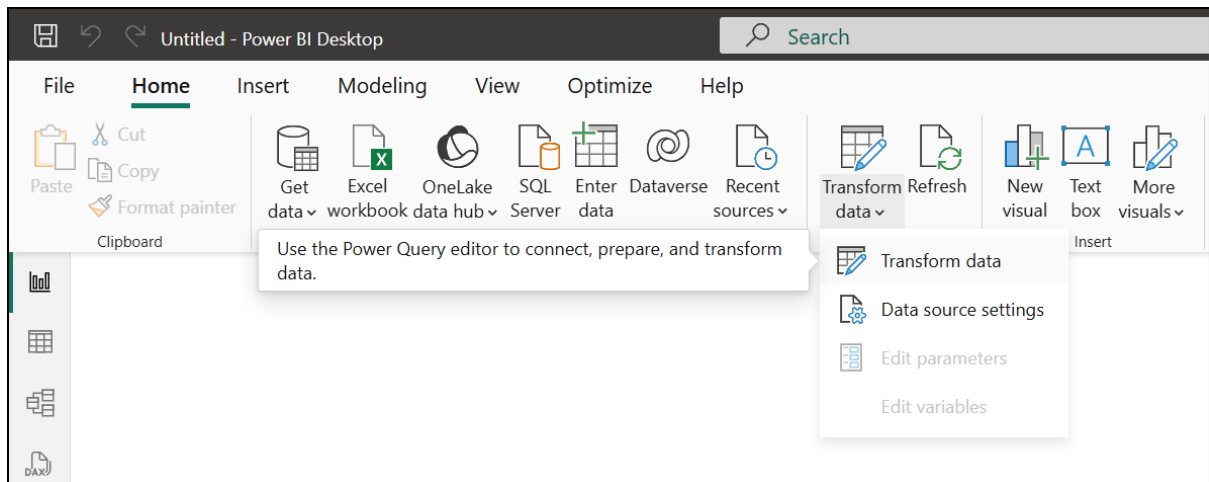 Untitled - Power BI Desktop
Search
File Home Insert Modeling View Optimize Help
Paste
Cut
Copy
Format painter
Clipboard
Get data
Excel workbook
OneLake data hub
SQL Server
Enter data
Dataverse
Recent sources
Transform data
Refresh
New visual
Text box
More visuals
Insert
X
A
Use the Power Query editor to connect, prepare, and transform
data.
Transform data
Data source settings
Edit parameters
Edit variables
DAX